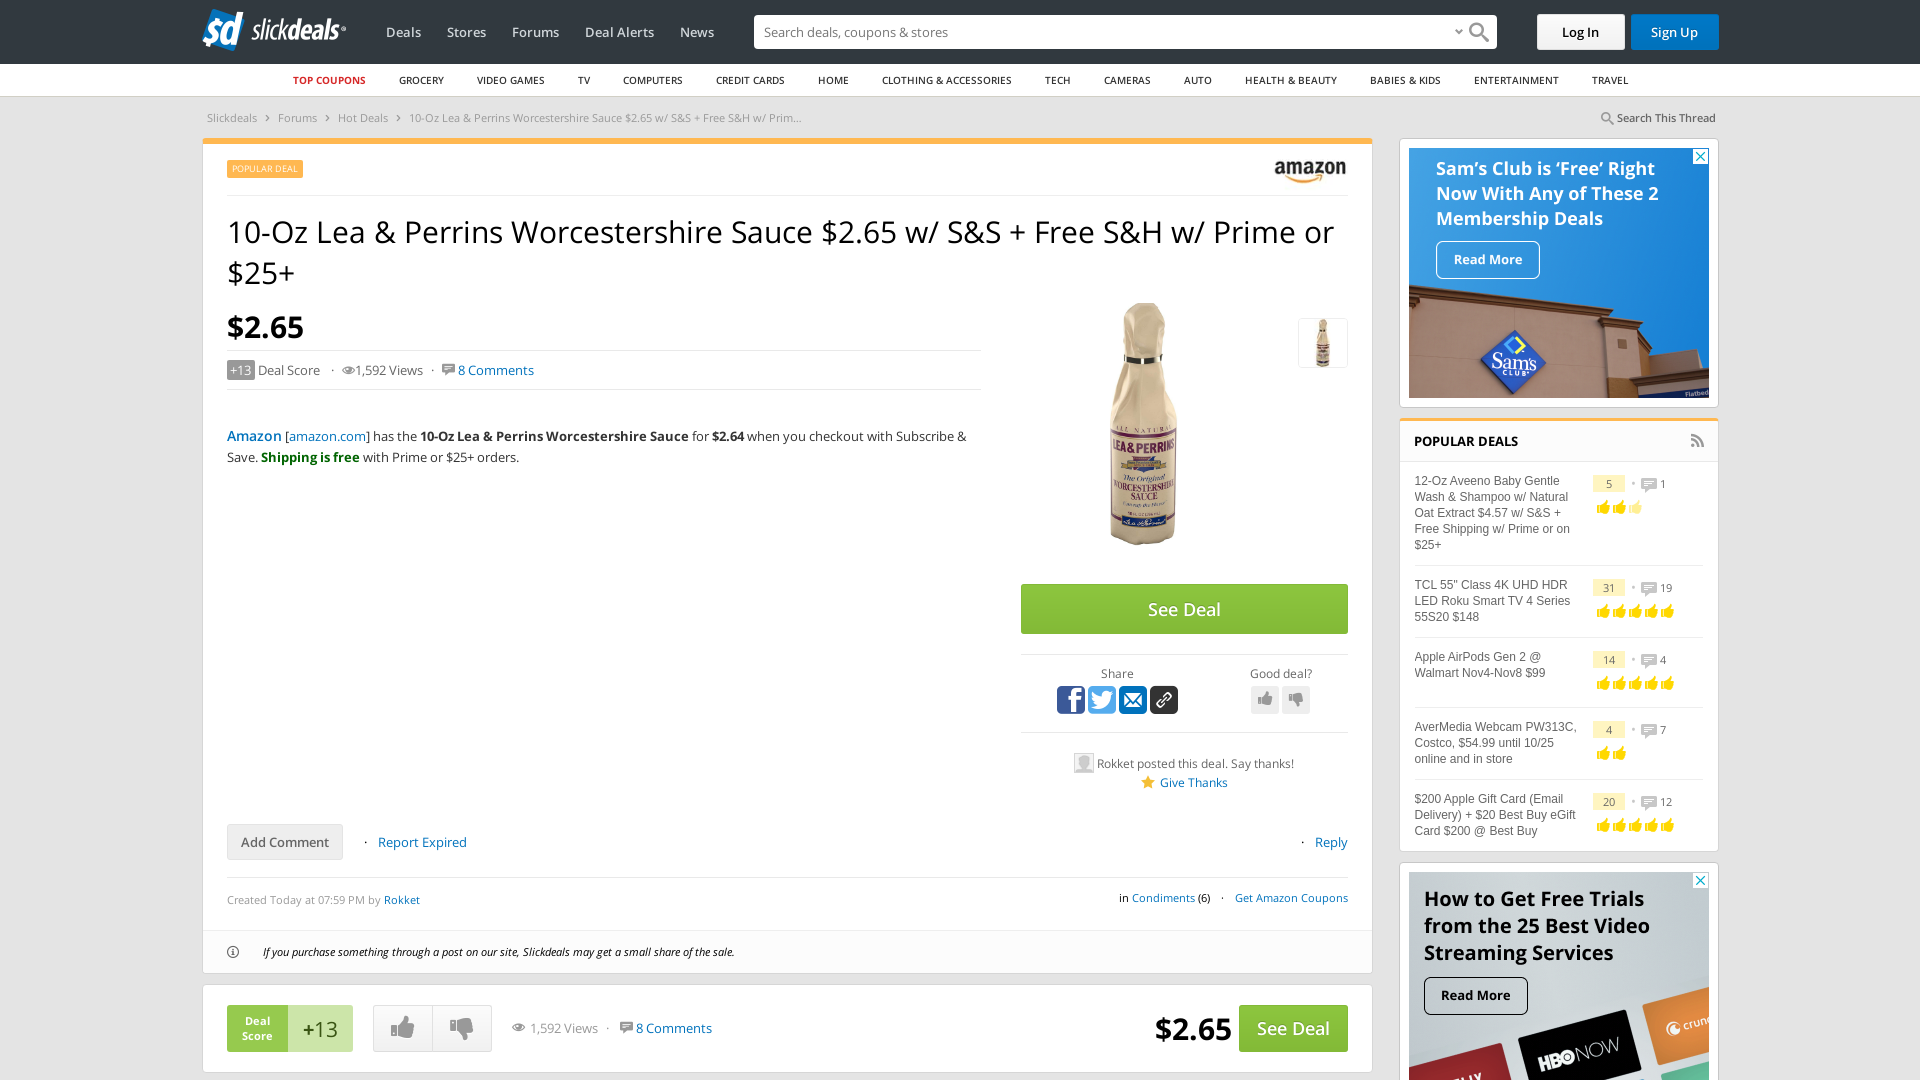 slickdeals
Deals
Stores
Forums
Deal Alerts
News
Search deals, coupons & stores
Log In
Sign Up
TOP COUPONS
GROCERY
VIDEO GAMES
TV
COMPUTERS
CREDIT CARDS
HOME
CLOTHING & ACCESSORIES
TECH
CAMERAS
AUTO
HEALTH & BEAUTY
BABIES & KIDS
ENTERTAINMENT
TRAVEL
Slickdeals > Forums > Hot Deals > 10-Oz Lea & Perrins Worcestershire Sauce $2.65 w/ S&S + Free S&H w/ Prim...
Search This Thread
POPULAR DEAL
amazon
10-Oz Lea & Perrins Worcestershire Sauce $2.65 w/ S&S + Free S&H w/ Prime or
$25+
$2.65
+13 Deal Score · 1,592 Views · 8 Comments
Amazon [amazon.com] has the 10-Oz Lea & Perrins Worcestershire Sauce for $2.64 when you checkout with Subscribe &
Save. Shipping is free with Prime or $25+ orders.
ALL NATURAL
LEA & PERRINS
The Original
WORCESTERSHIRE
SAUCE
See Deal
Share
Good deal?
Rokket posted this deal. Say thanks!
Give Thanks
Add Comment
· Report Expired
· Reply
Created Today at 07:59 PM by Rokket
in Condiments (6) · Get Amazon Coupons
If you purchase something through a post on our site, Slickdeals may get a small share of the sale.
Deal
Score
+13
1,592 Views · 8 Comments
$2.65
See Deal
Sam's Club is 'Free' Right
Now With Any of These 2
Membership Deals
Read More
Sam's
CLUB
Flatbed
POPULAR DEALS
12-Oz Aveeno Baby Gentle
Wash & Shampoo w/ Natural
Oat Extract $4.57 w/ S&S +
Free Shipping w/ Prime or on
$25+
5 • 1
TCL 55" Class 4K UHD HDR
LED Roku Smart TV 4 Series
55S20 $148
31 • 19
Apple AirPods Gen 2 @
Walmart Nov4-Nov8 $99
14 • 4
AverMedia Webcam PW313C,
Costco, $54.99 until 10/25
online and in store
4 • 7
$200 Apple Gift Card (Email
Delivery) + $20 Best Buy eGift
Card $200 @ Best Buy
20 • 12
How to Get Free Trials
from the 25 Best Video
Streaming Services
Read More
HBO NOW
crunc